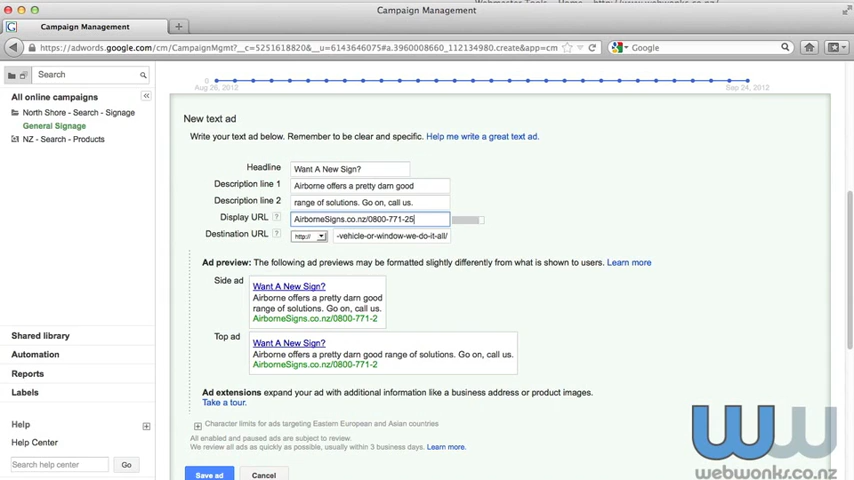 Campaign Management
Campaign Management
https://adwords.google.com/cm/CampaignMgmt?__c=5251618820&__u=6143646075#a.3960008660_112134980.create&app=cm
Google
Search
All online campaigns
North Shore - Search - Signage
General Signage
NZ - Search - Products
Shared library
Automation
Reports
Labels
Help
Help Center
Search help center
Go
0
Aug 26, 2012
Sep 24, 2012
New text ad
Write your text ad below. Remember to be clear and specific. Help me write a great text ad.
Headline
Want A New Sign?
Description line 1
Airborne offers a pretty darn good
Description line 2
range of solutions. Go on, call us.
Display URL ?
AirborneSigns.co.nz/0800-771-25
Destination URL ?
http://
-vehicle-or-window-we-do-it-all/
Ad preview: The following ad previews may be formatted slightly differently from what is shown to users. Learn more
Side ad
Want A New Sign?
Airborne offers a pretty darn good
range of solutions. Go on, call us.
AirborneSigns.co.nz/0800-771-2
Top ad
Want A New Sign?
Airborne offers a pretty darn good range of solutions. Go on, call us.
AirborneSigns.co.nz/0800-771-2
Ad extensions expand your ad with additional information like a business address or product images.
Take a tour.
Character limits for ads targeting Eastern European and Asian countries
All enabled and paused ads are subject to review.
We review all ads as quickly as possible, usually within 3 business days. Learn more.
Save ad
Cancel
webwonks.co.nz